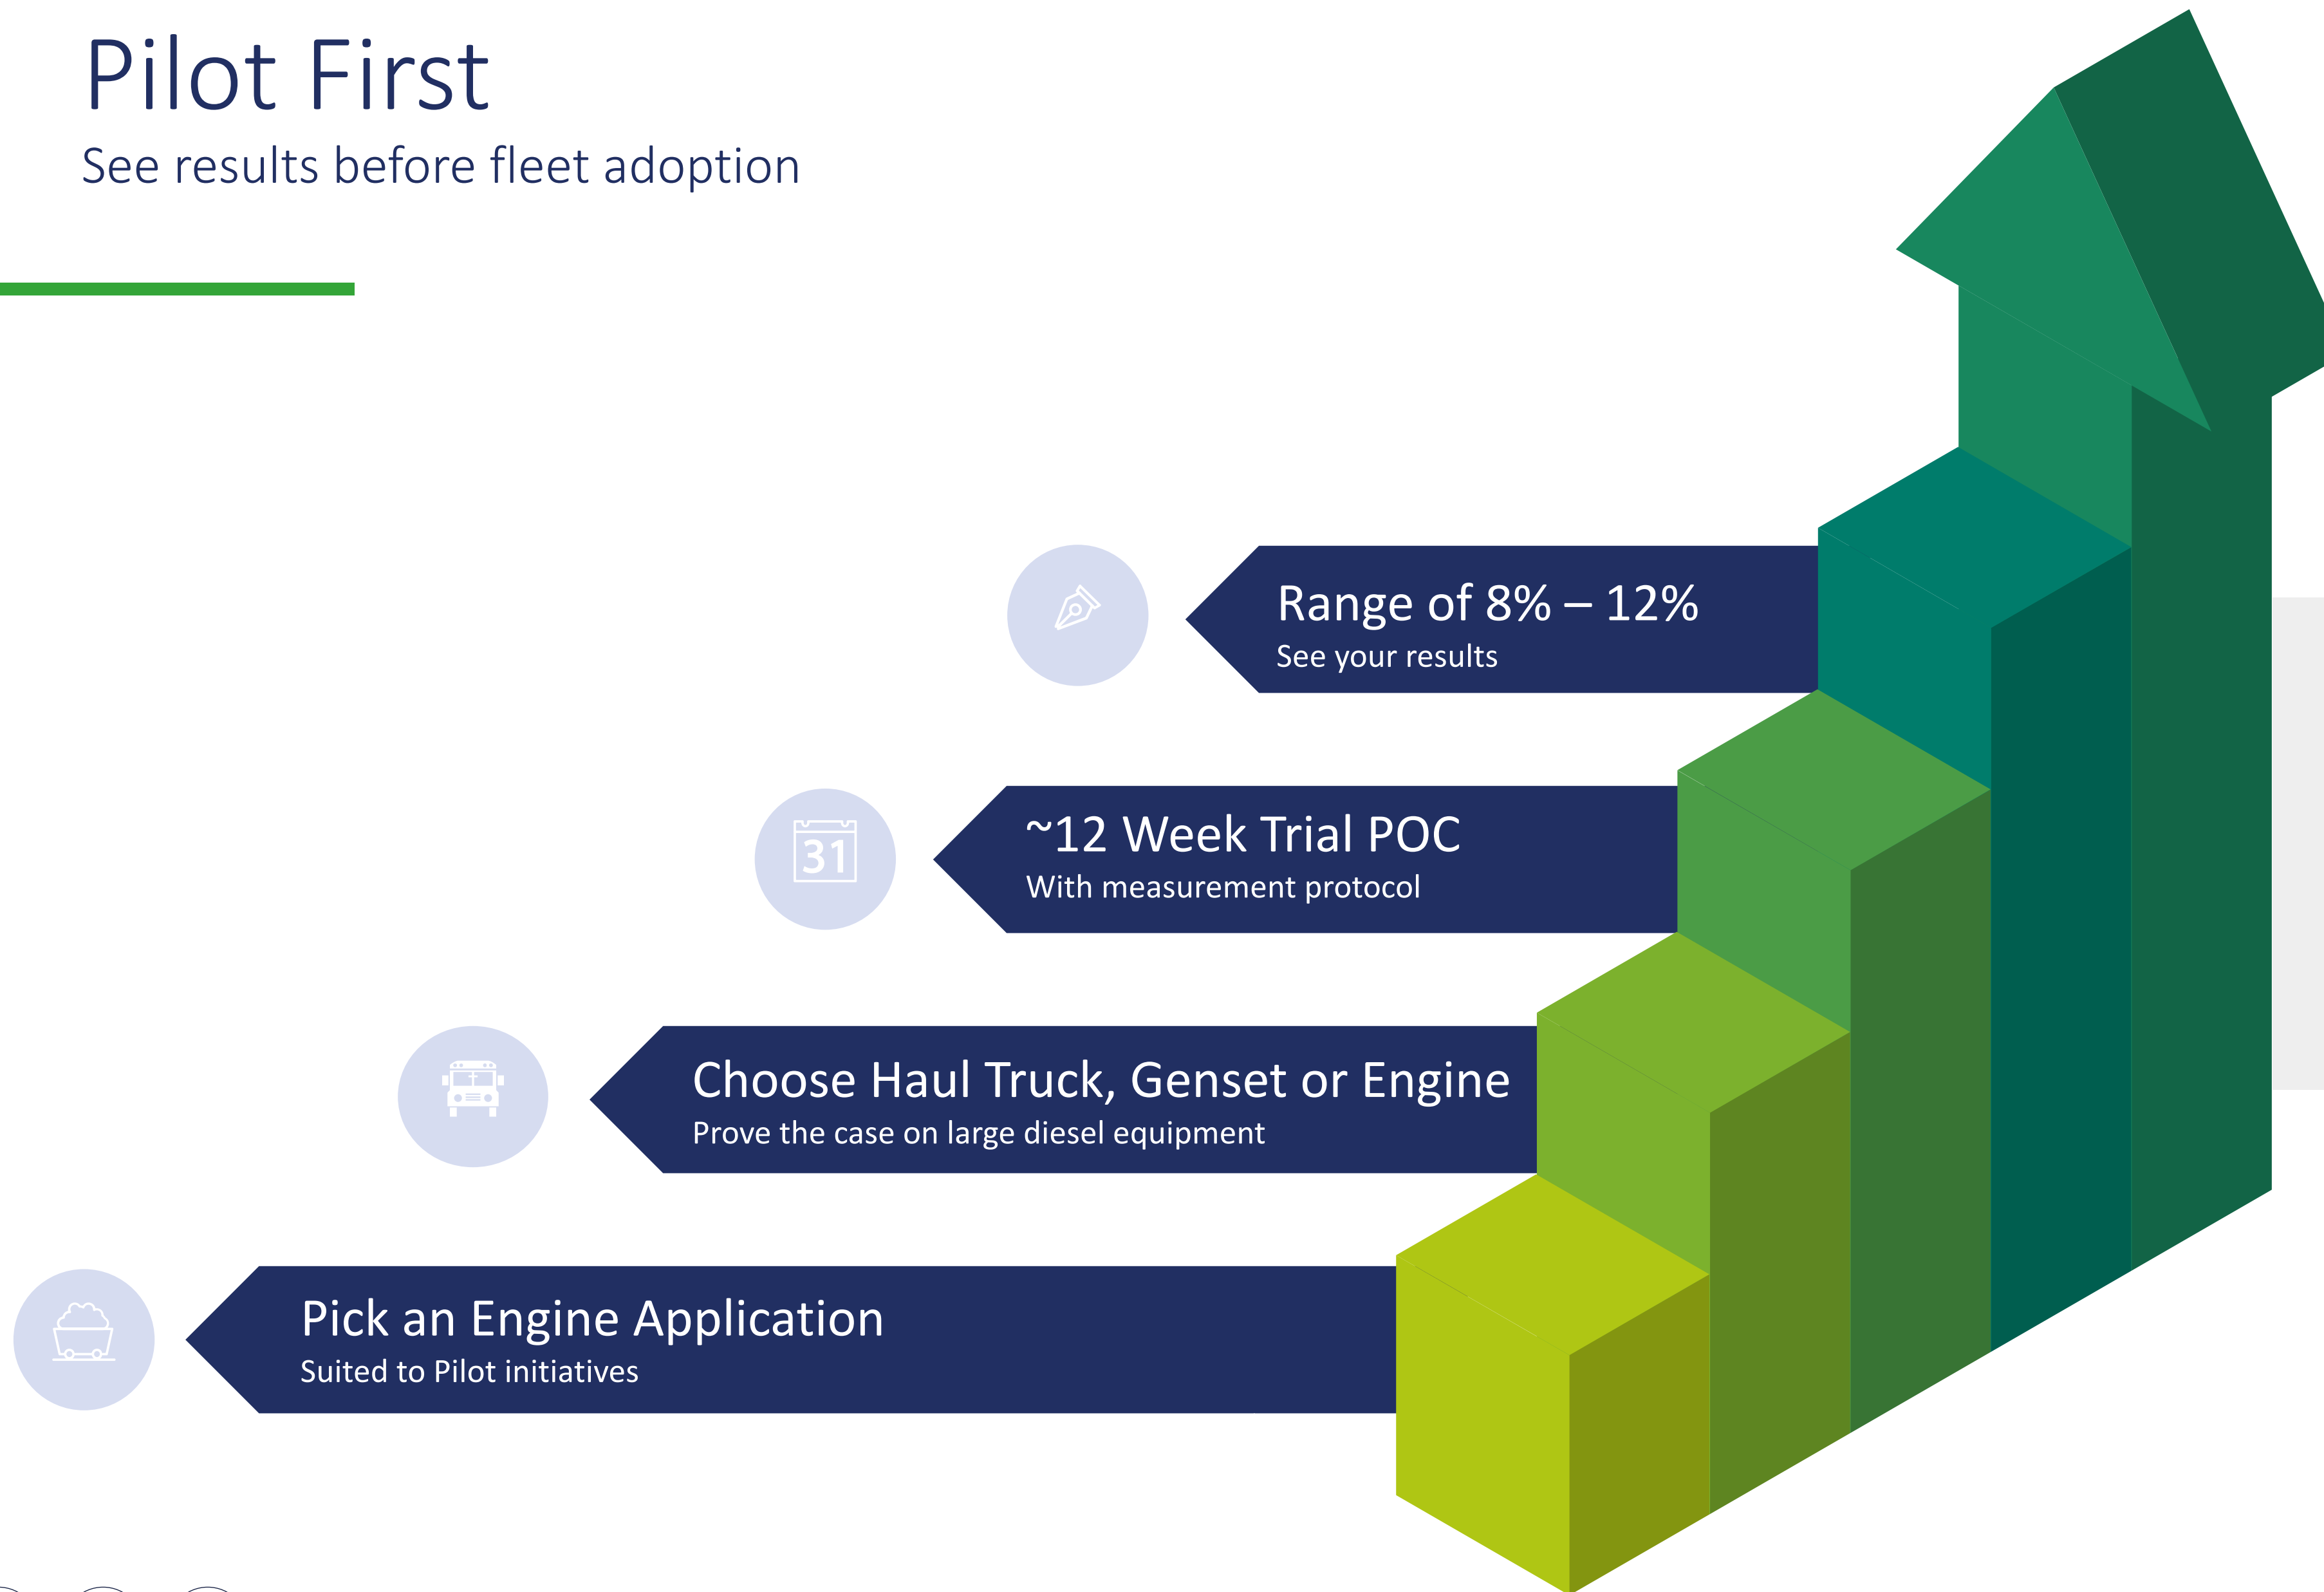 Pilot First
See results before fleet adoption
Range of 8% – 12%
See your results
31
~12 Week Trial POC
With measurement protocol
Choose Haul Truck, Genset or Engine
Prove the case on large diesel equipment
Pick an Engine Application
Suited to Pilot initiatives